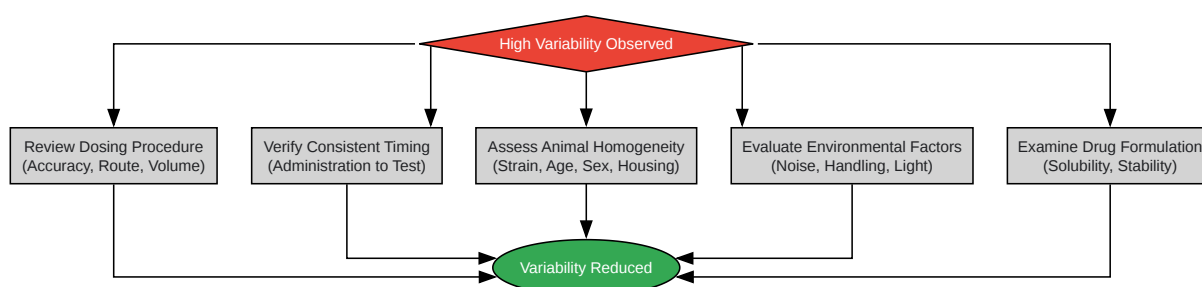 High Variability Observed
Review Dosing Procedure
(Accuracy, Route, Volume)
Verify Consistent Timing
(Administration to Test)
Assess Animal Homogeneity
(Strain, Age, Sex, Housing)
Evaluate Environmental Factors
(Noise, Handling, Light)
Examine Drug Formulation
(Solubility, Stability)
Variability Reduced